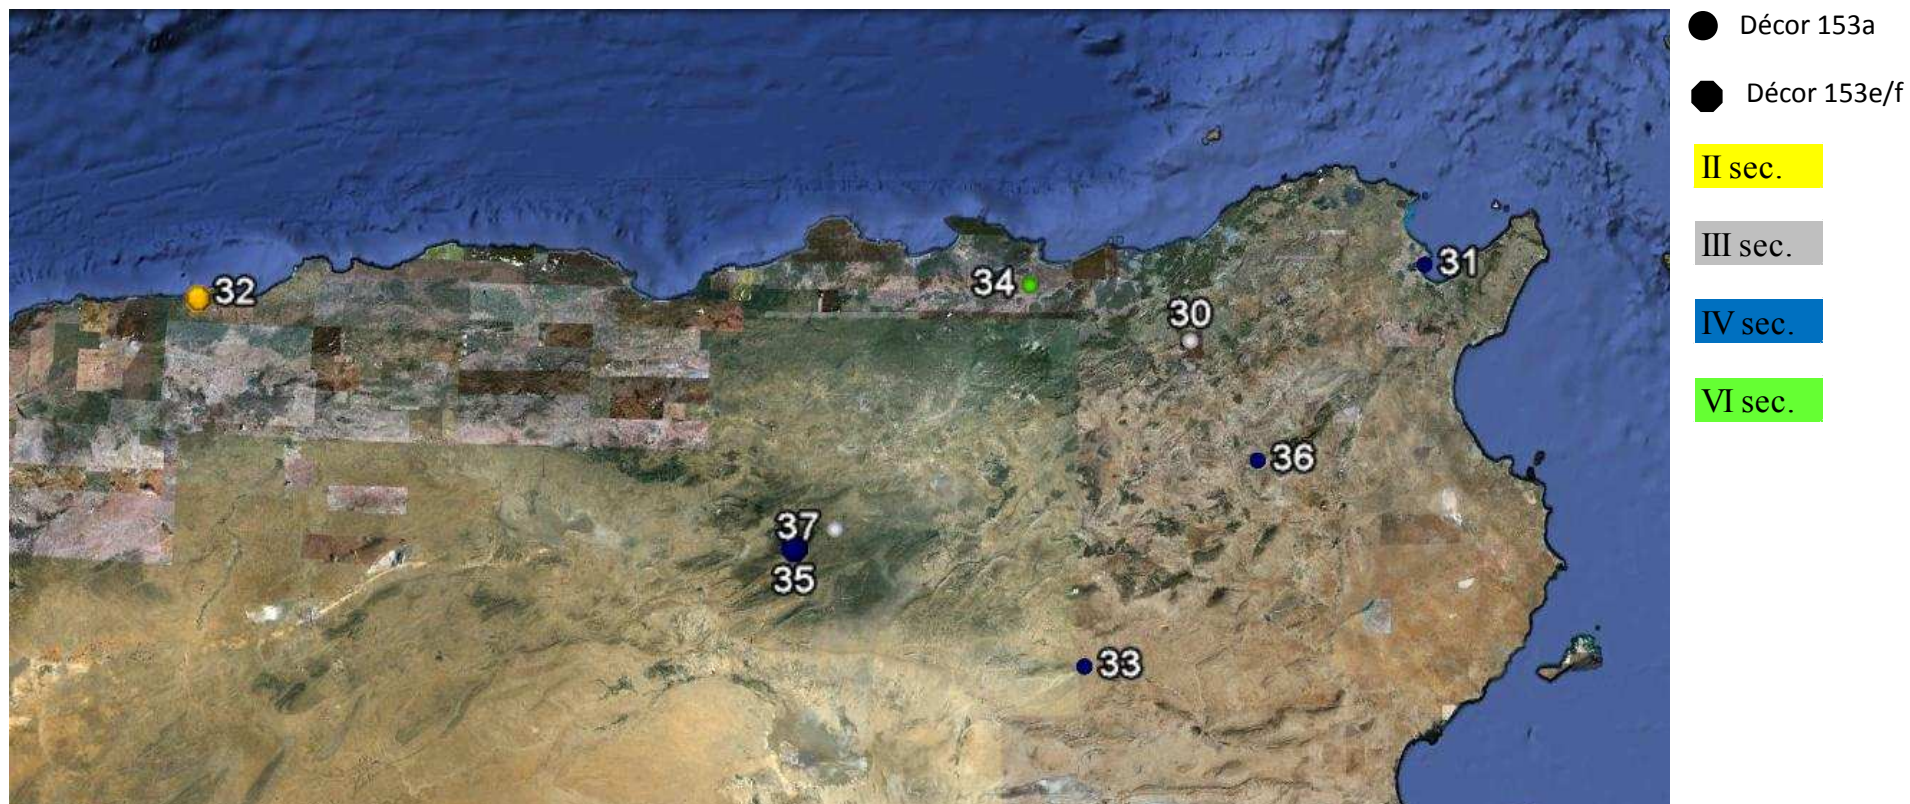 Décor 153a
Décor 153e/f
II sec.
III sec.
IV sec.
VI sec.
31
32
34
30
36
37
35
33